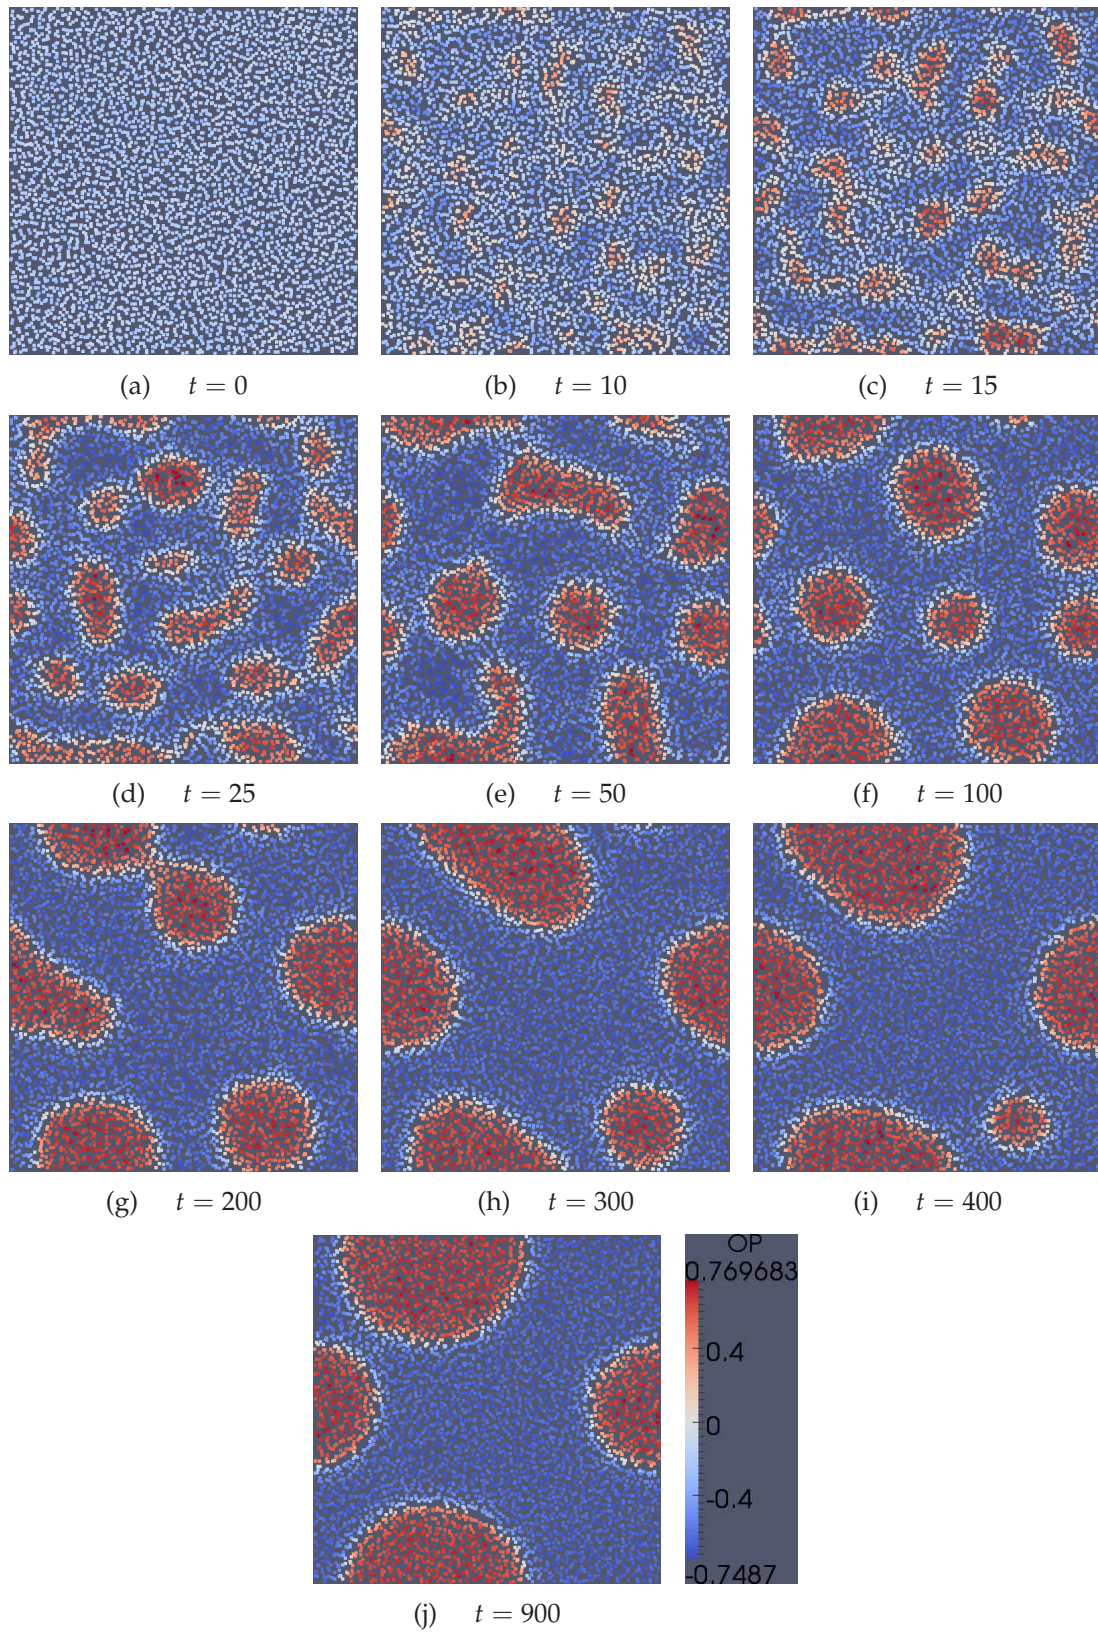 (a) t = 0
(b) t = 10
(c) t = 15
(d) t = 25
(e) t = 50
(f) t = 100
(g) t = 200
(h) t = 300
(i) t = 400
OP
0.769683
0.4
0
-0.4
-0.7487
(j) t = 900